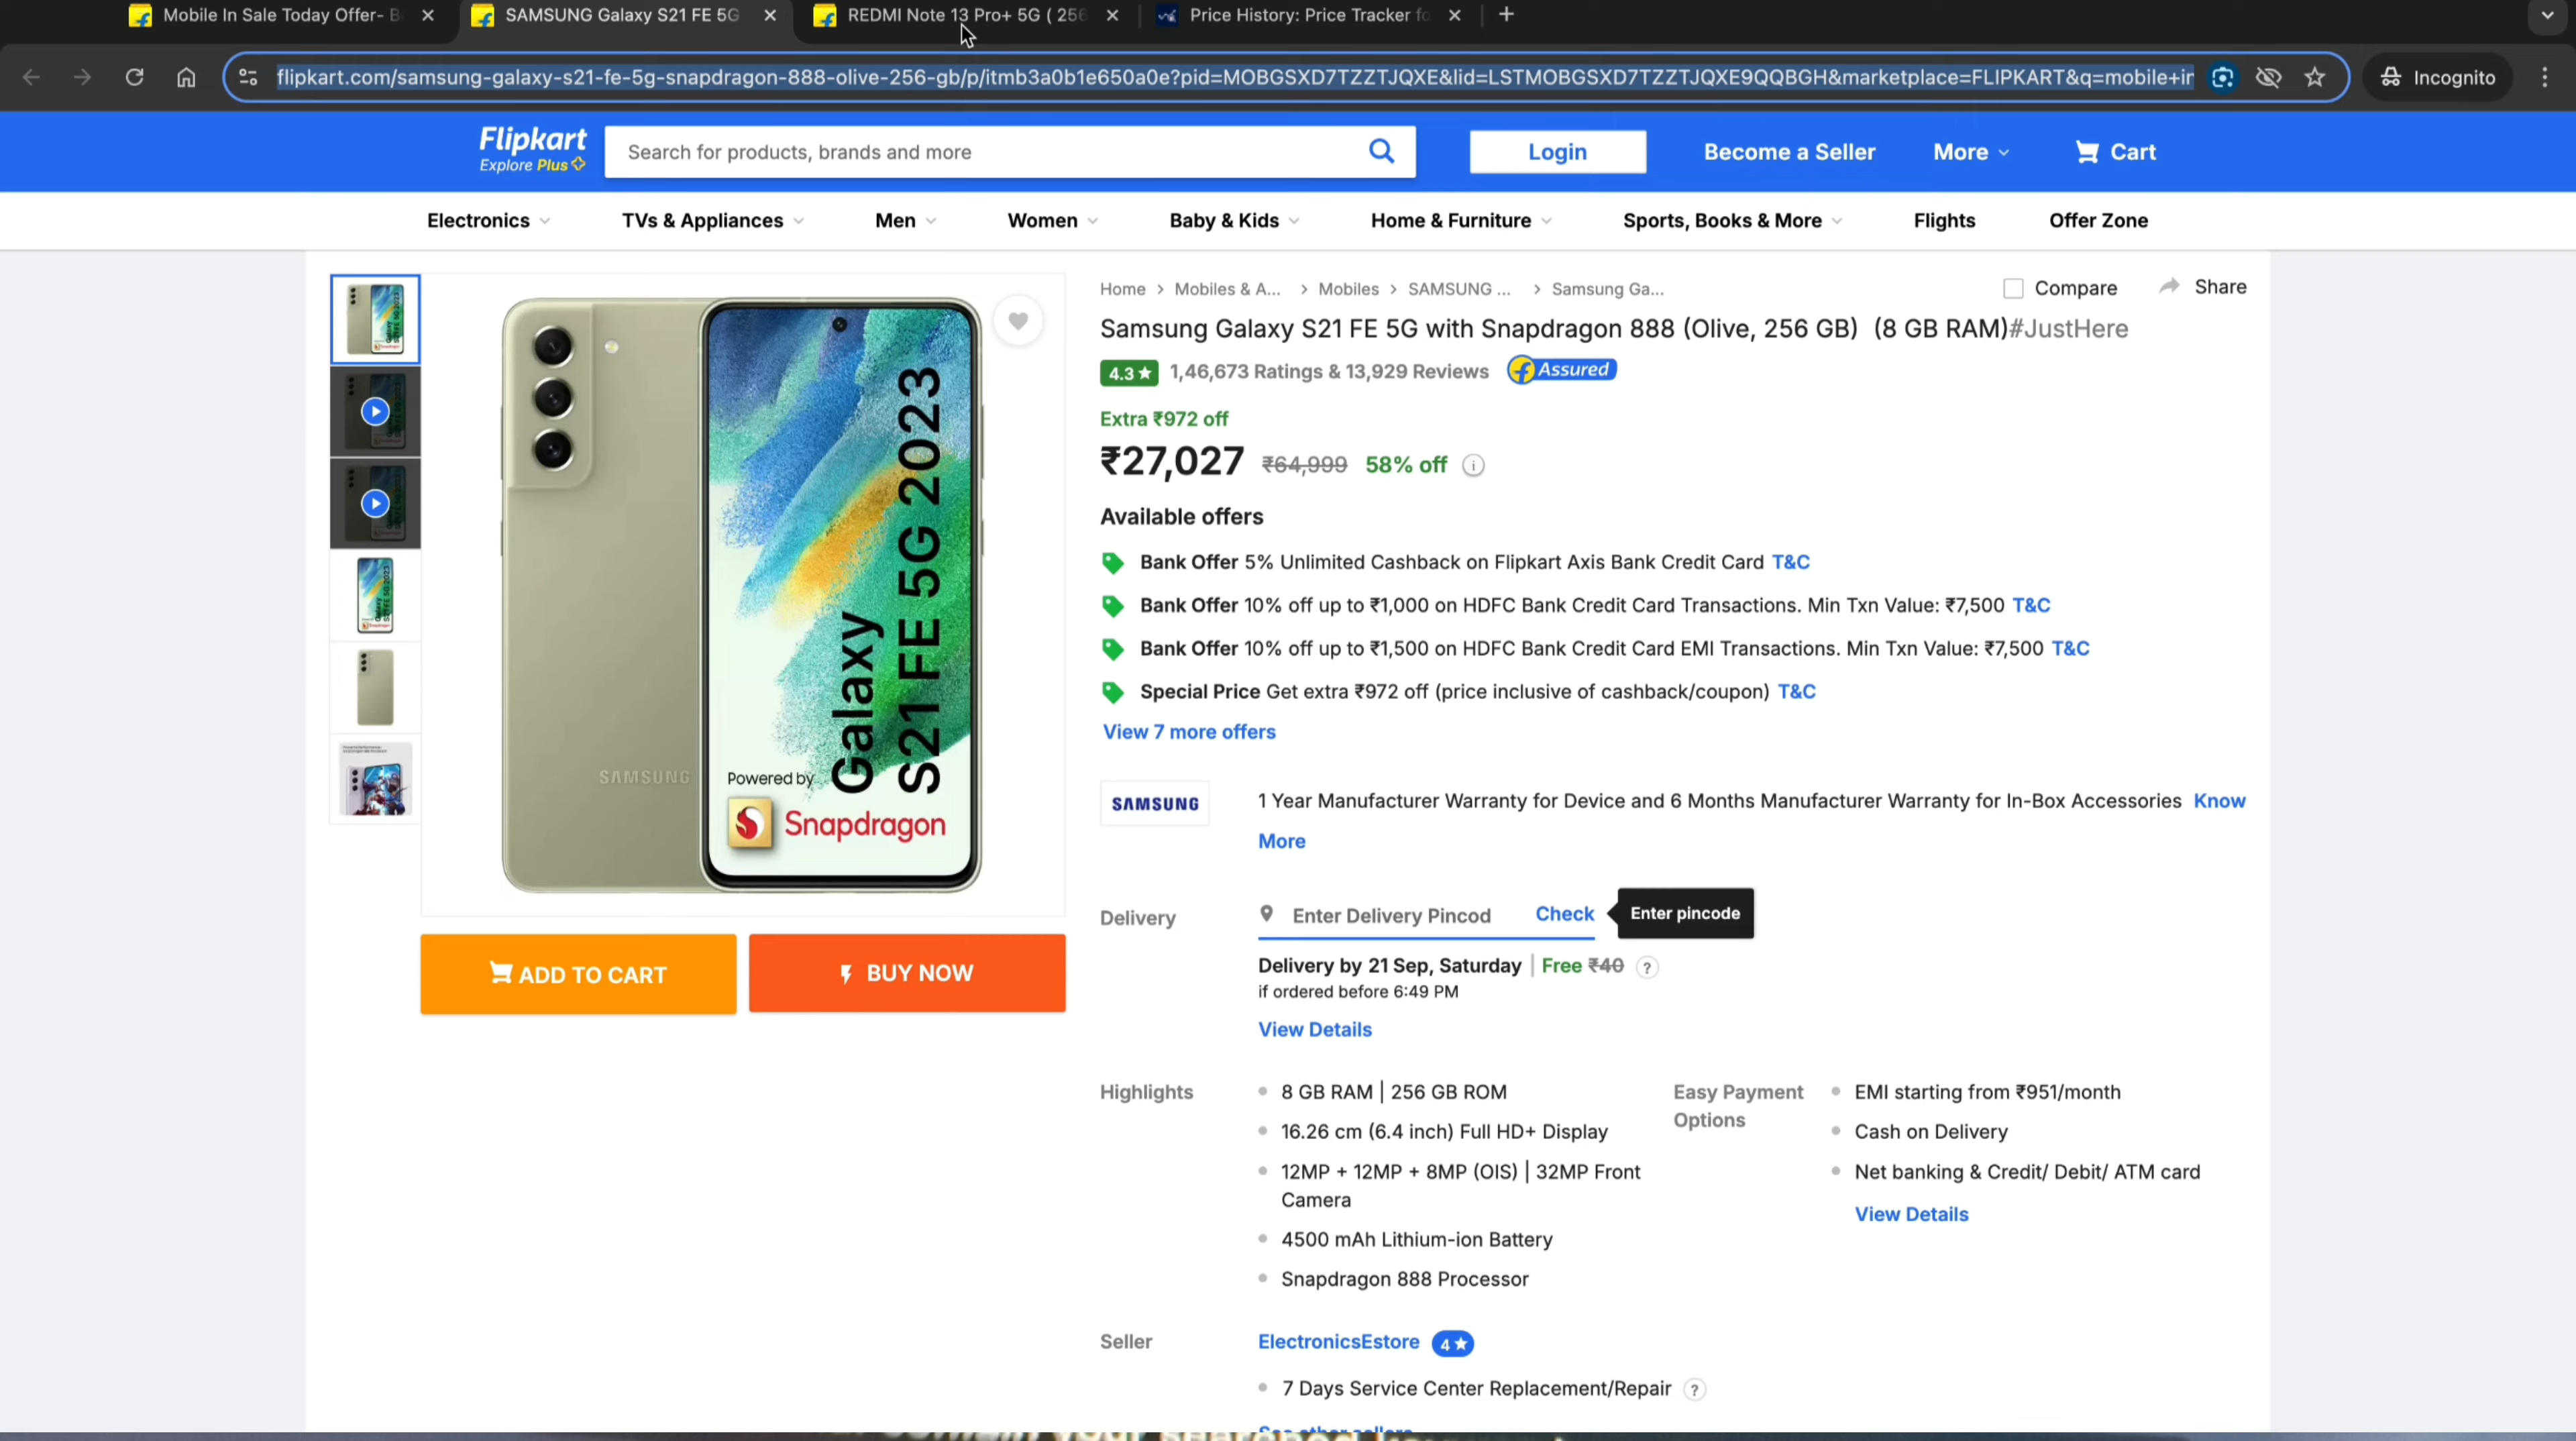 Mobile In Sale Today Offer- B
SAMSUNG Galaxy S21 FE 5G
REDMI Note 13 Pro+ 5G ( 256
Price History: Price Tracker fo
flipkart.com/samsung-galaxy-s21-fe-5g-snapdragon-888-olive-256-gb/p/itmb3a0b1e650a0e?pid=MOBGSXD7TZZTJQXE&lid=LSTMOBGSXD7TZZTJQXE9QQBGH&marketplace=FLIPKART&q=mobile+in
Incognito
Flipkart
Explore Plus
Search for products, brands and more
Login
Become a Seller
More
Cart
Electronics
TVs & Appliances
Men
Women
Baby & Kids
Home & Furniture
Sports, Books & More
Flights
Offer Zone
Home > Mobiles & A... > Mobiles > SAMSUNG ... > Samsung Ga...
Compare
Share
Samsung Galaxy S21 FE 5G with Snapdragon 888 (Olive, 256 GB) (8 GB RAM)#JustHere
4.3★ 1,46,673 Ratings & 13,929 Reviews Assured
Extra ₹972 off
₹27,027 ₹64,999 58% off
Available offers
Bank Offer 5% Unlimited Cashback on Flipkart Axis Bank Credit Card T&C
Bank Offer 10% off up to ₹1,000 on HDFC Bank Credit Card Transactions. Min Txn Value: ₹7,500 T&C
Bank Offer 10% off up to ₹1,500 on HDFC Bank Credit Card EMI Transactions. Min Txn Value: ₹7,500 T&C
Special Price Get extra ₹972 off (price inclusive of cashback/coupon) T&C
View 7 more offers
Galaxy
S21 FE 5G 2023
SAMSUNG
Powered by
Snapdragon
SAMSUNG
1 Year Manufacturer Warranty for Device and 6 Months Manufacturer Warranty for In-Box Accessories Know
More
Delivery
Enter Delivery Pincod
Check
Enter pincode
Delivery by 21 Sep, Saturday | Free ₹40 ?
if ordered before 6:49 PM
View Details
ADD TO CART
BUY NOW
Highlights
8 GB RAM | 256 GB ROM
16.26 cm (6.4 inch) Full HD+ Display
12MP + 12MP + 8MP (OIS) | 32MP Front
Camera
4500 mAh Lithium-ion Battery
Snapdragon 888 Processor
Easy Payment
Options
EMI starting from ₹951/month
Cash on Delivery
Net banking & Credit/ Debit/ ATM card
View Details
Seller
ElectronicsEstore 4★
7 Days Service Center Replacement/Repair ?
See other sellers